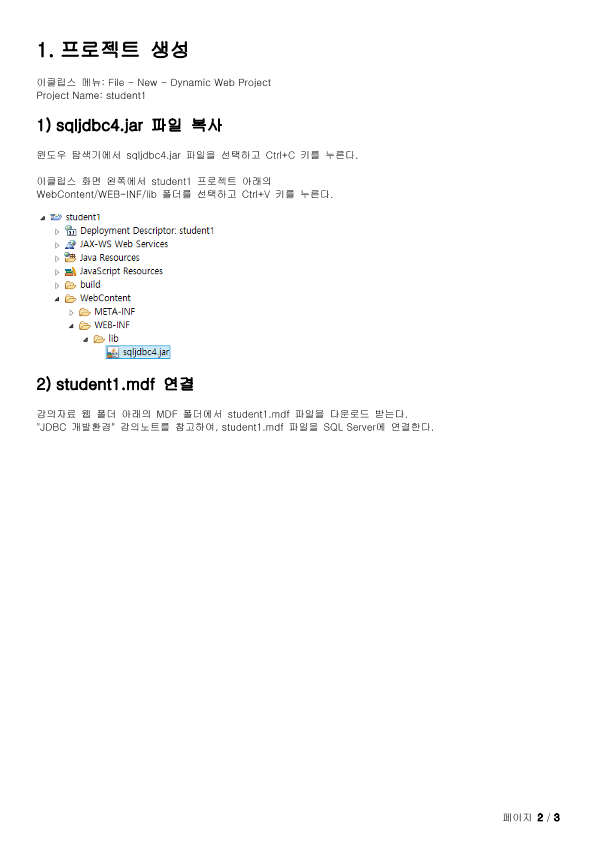 1. 프로젝트 생성
이클립스 메뉴: File - New - Dynamic Web Project
Project Name: student1
1) sqljdbc4.jar 파일 복사
윈도우 탐색기에서 sqljdbc4.jar 파일을 선택하고 Ctrl+C 키를 누른다.
이클립스 화면 왼쪽에서 student1 프로젝트 아래의
WebContent/WEB-INF/lib 폴더를 선택하고 Ctrl+V 키를 누른다.
student1
Deployment Descriptor: student1
JAX-WS Web Services
Java Resources
JavaScript Resources
build
WebContent
META-INF
WEB-INF
lib
sqljdbc4.jar
2) student1.mdf 연결
강의자료 웹 폴더 아래의 MDF 폴더에서 student1.mdf 파일을 다운로드 받는다.
"JDBC 개발환경" 강의노트를 참고하여, student1.mdf 파일을 SQL Server에 연결한다.
페이지 2 / 3